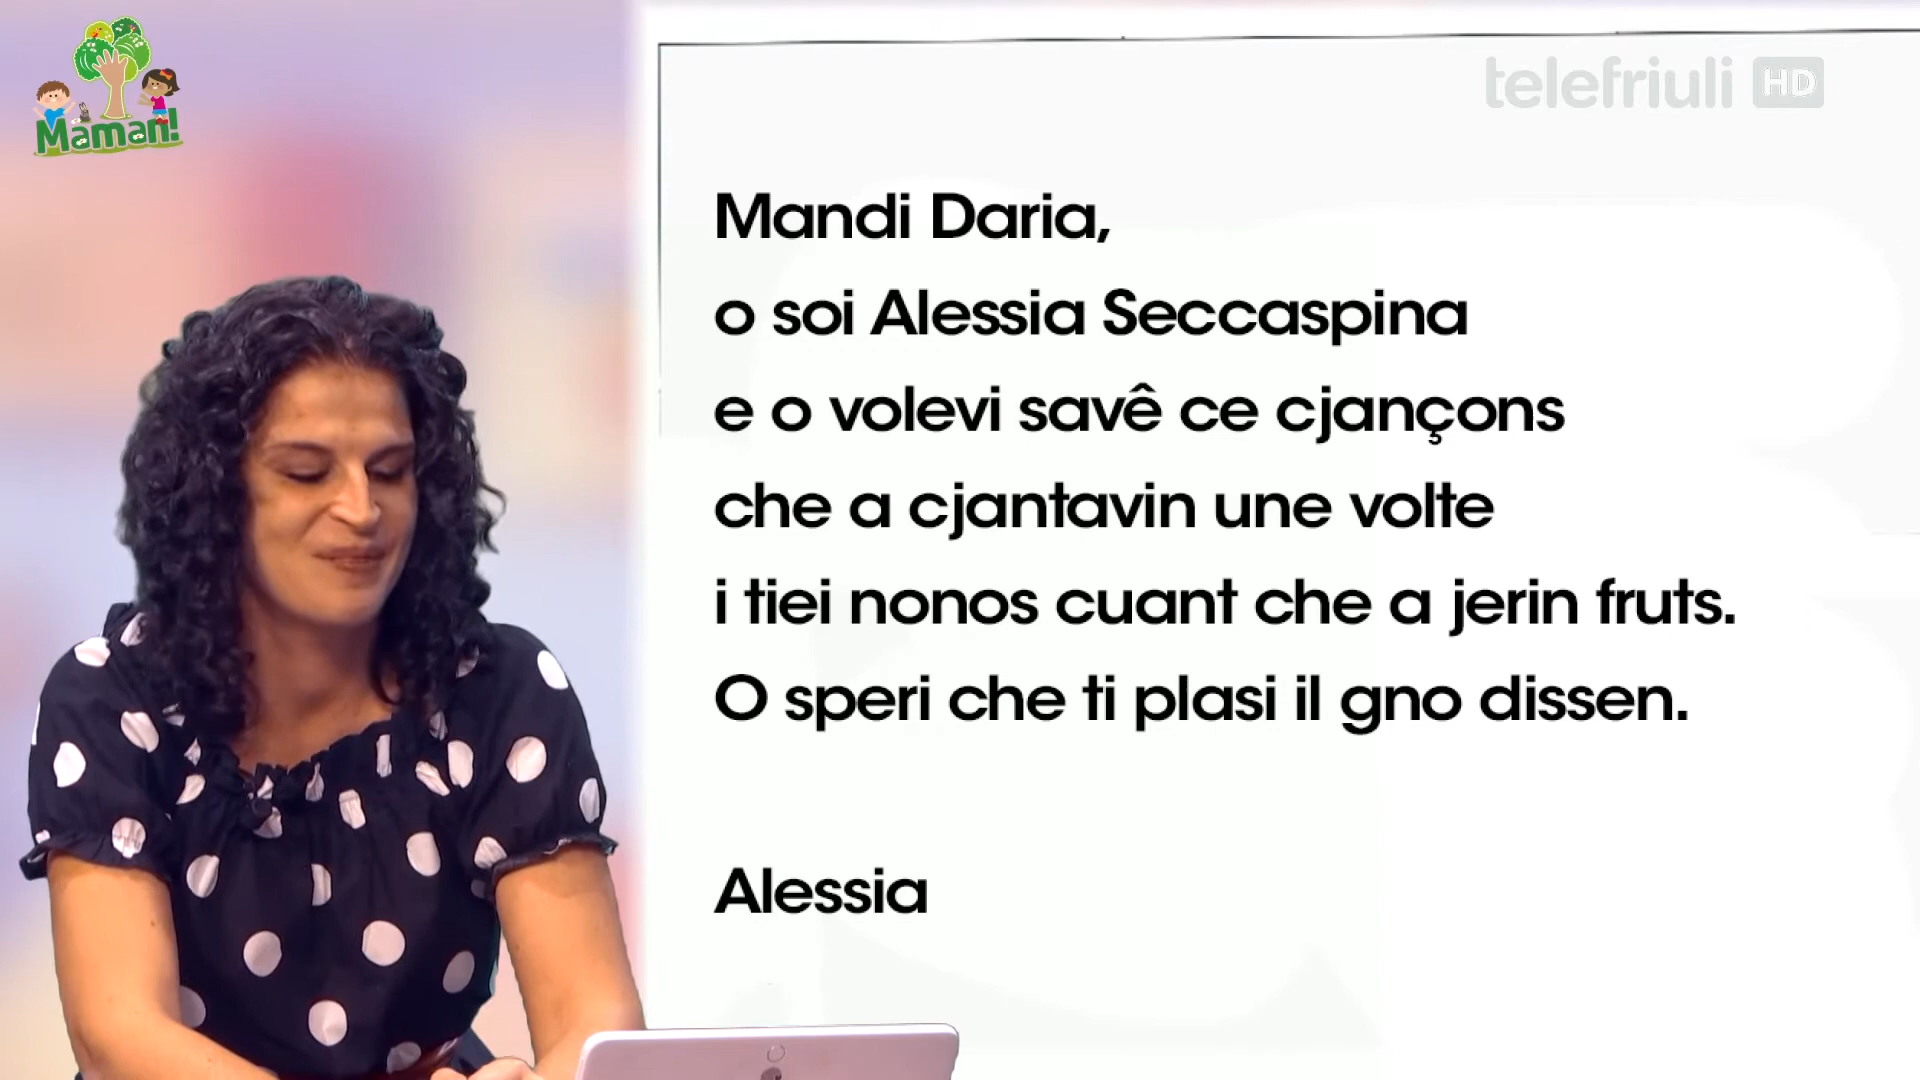 Maman!
telefriuli HD
Mandi Daria,
o soi Alessia Seccaspina
e o volevi savê ce cjançons
che a cjantavin une volte
i tiei nonos cuant che a jerin fruts.
O speri che ti plasi il gno dissen.
Alessia